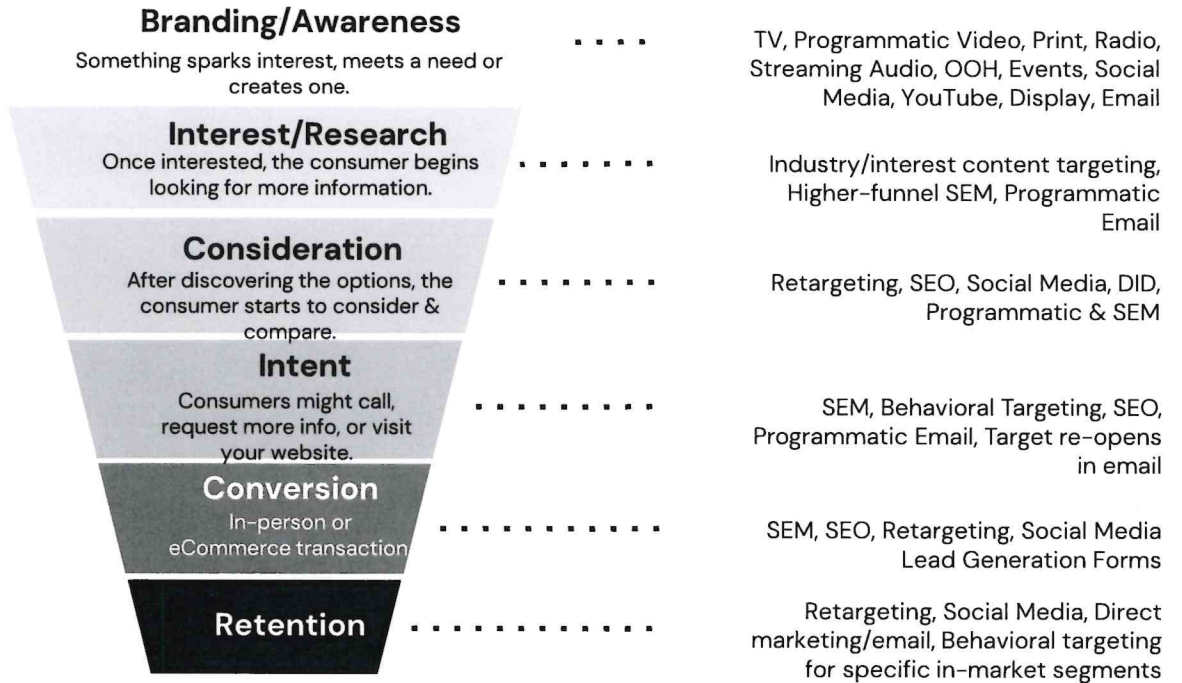 Branding/Awareness
Something sparks interest, meets a need or
creates one.
TV, Programmatic Video, Print, Radio,
Streaming Audio, OOH, Events, Social
Media, YouTube, Display, Email
Interest/Research
Once interested, the consumer begins
looking for more information.
Industry/interest content targeting,
Higher-funnel SEM, Programmatic
Email
Consideration
After discovering the options, the
consumer starts to consider &
compare.
Retargeting, SEO, Social Media, DID,
Programmatic & SEM
Intent
Consumers might call,
request more info, or visit
your website.
SEM, Behavioral Targeting, SEO,
Programmatic Email, Target re-opens
in email
Conversion
In-person or
eCommerce transaction
SEM, SEO, Retargeting, Social Media
Lead Generation Forms
Retention
Retargeting, Social Media, Direct
marketing/email, Behavioral targeting
for specific in-market segments